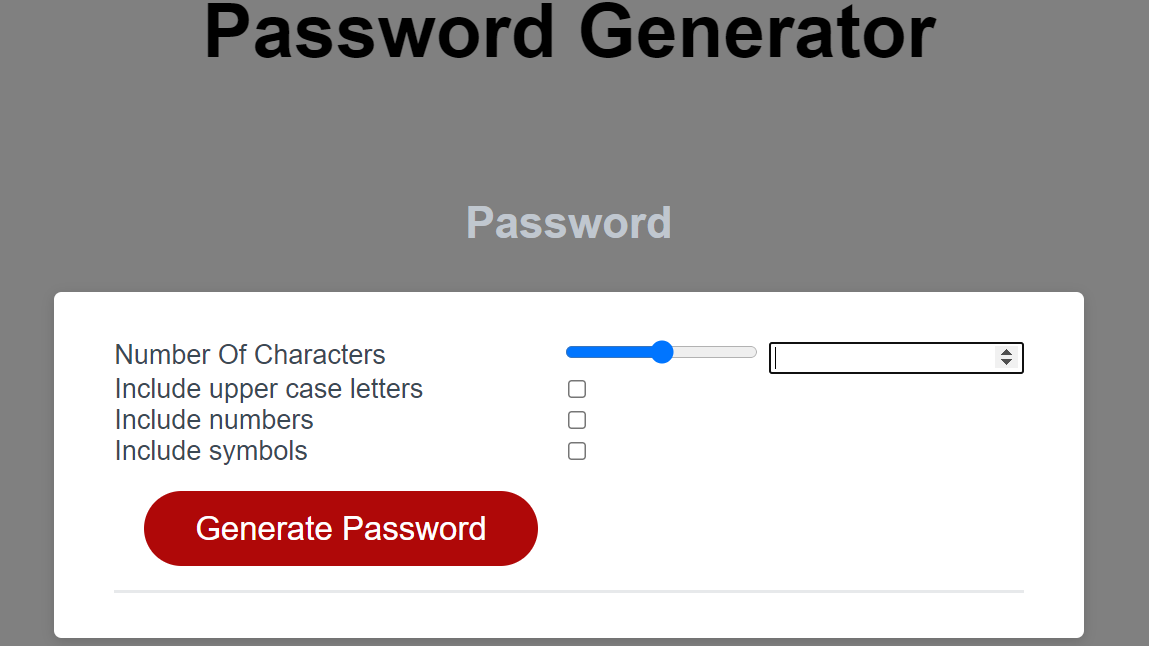 Password Generator
Password
Number Of Characters
Include upper case letters
Include numbers
Include symbols
Generate Password